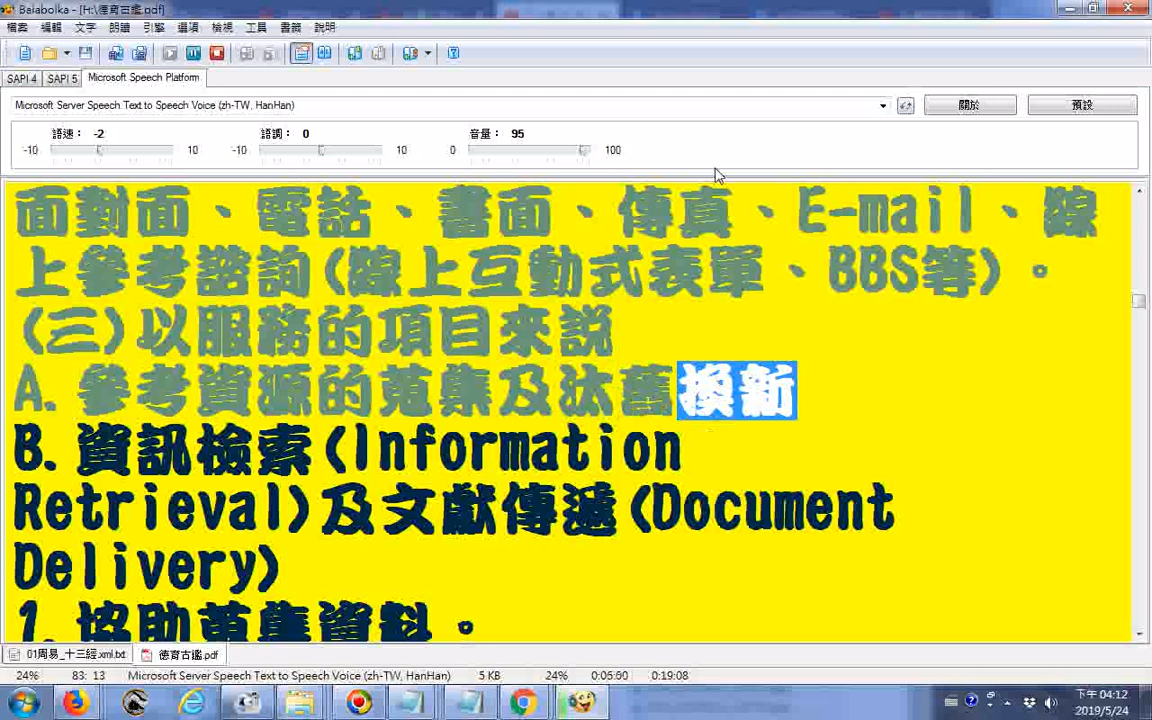 Balabolka - [H:\德育古鑑.pdf]
檔案 編輯 文字 朗讀 引擎 選項 檢視 工具 書籤 說明
SAPI 4 SAPI 5 Microsoft Speech Platform
Microsoft Server Speech Text to Speech Voice (zh-TW, HanHan) 關於 預設
語速： -2 語調： 0 音量： 95
-10 10 -10 10 0 100
面對面、電話、書面、傳真、E-mail、線
上參考諮詢(線上互動式表單、BBS等)。
(三)以服務的項目來說
A.參考資源的蒐集及汰舊換新
B.資訊檢索(Information
Retrieval)及文獻傳遞(Document
Delivery)
1.協助蒐集資料。
01周易_十三經.xml.txt 德育古鑑.pdf
24% 83: 13 Microsoft Server Speech Text to Speech Voice (zh-TW, HanHan) 5 KB 24% 0:05:50 0:19:08
下午 04:12
2019/5/24